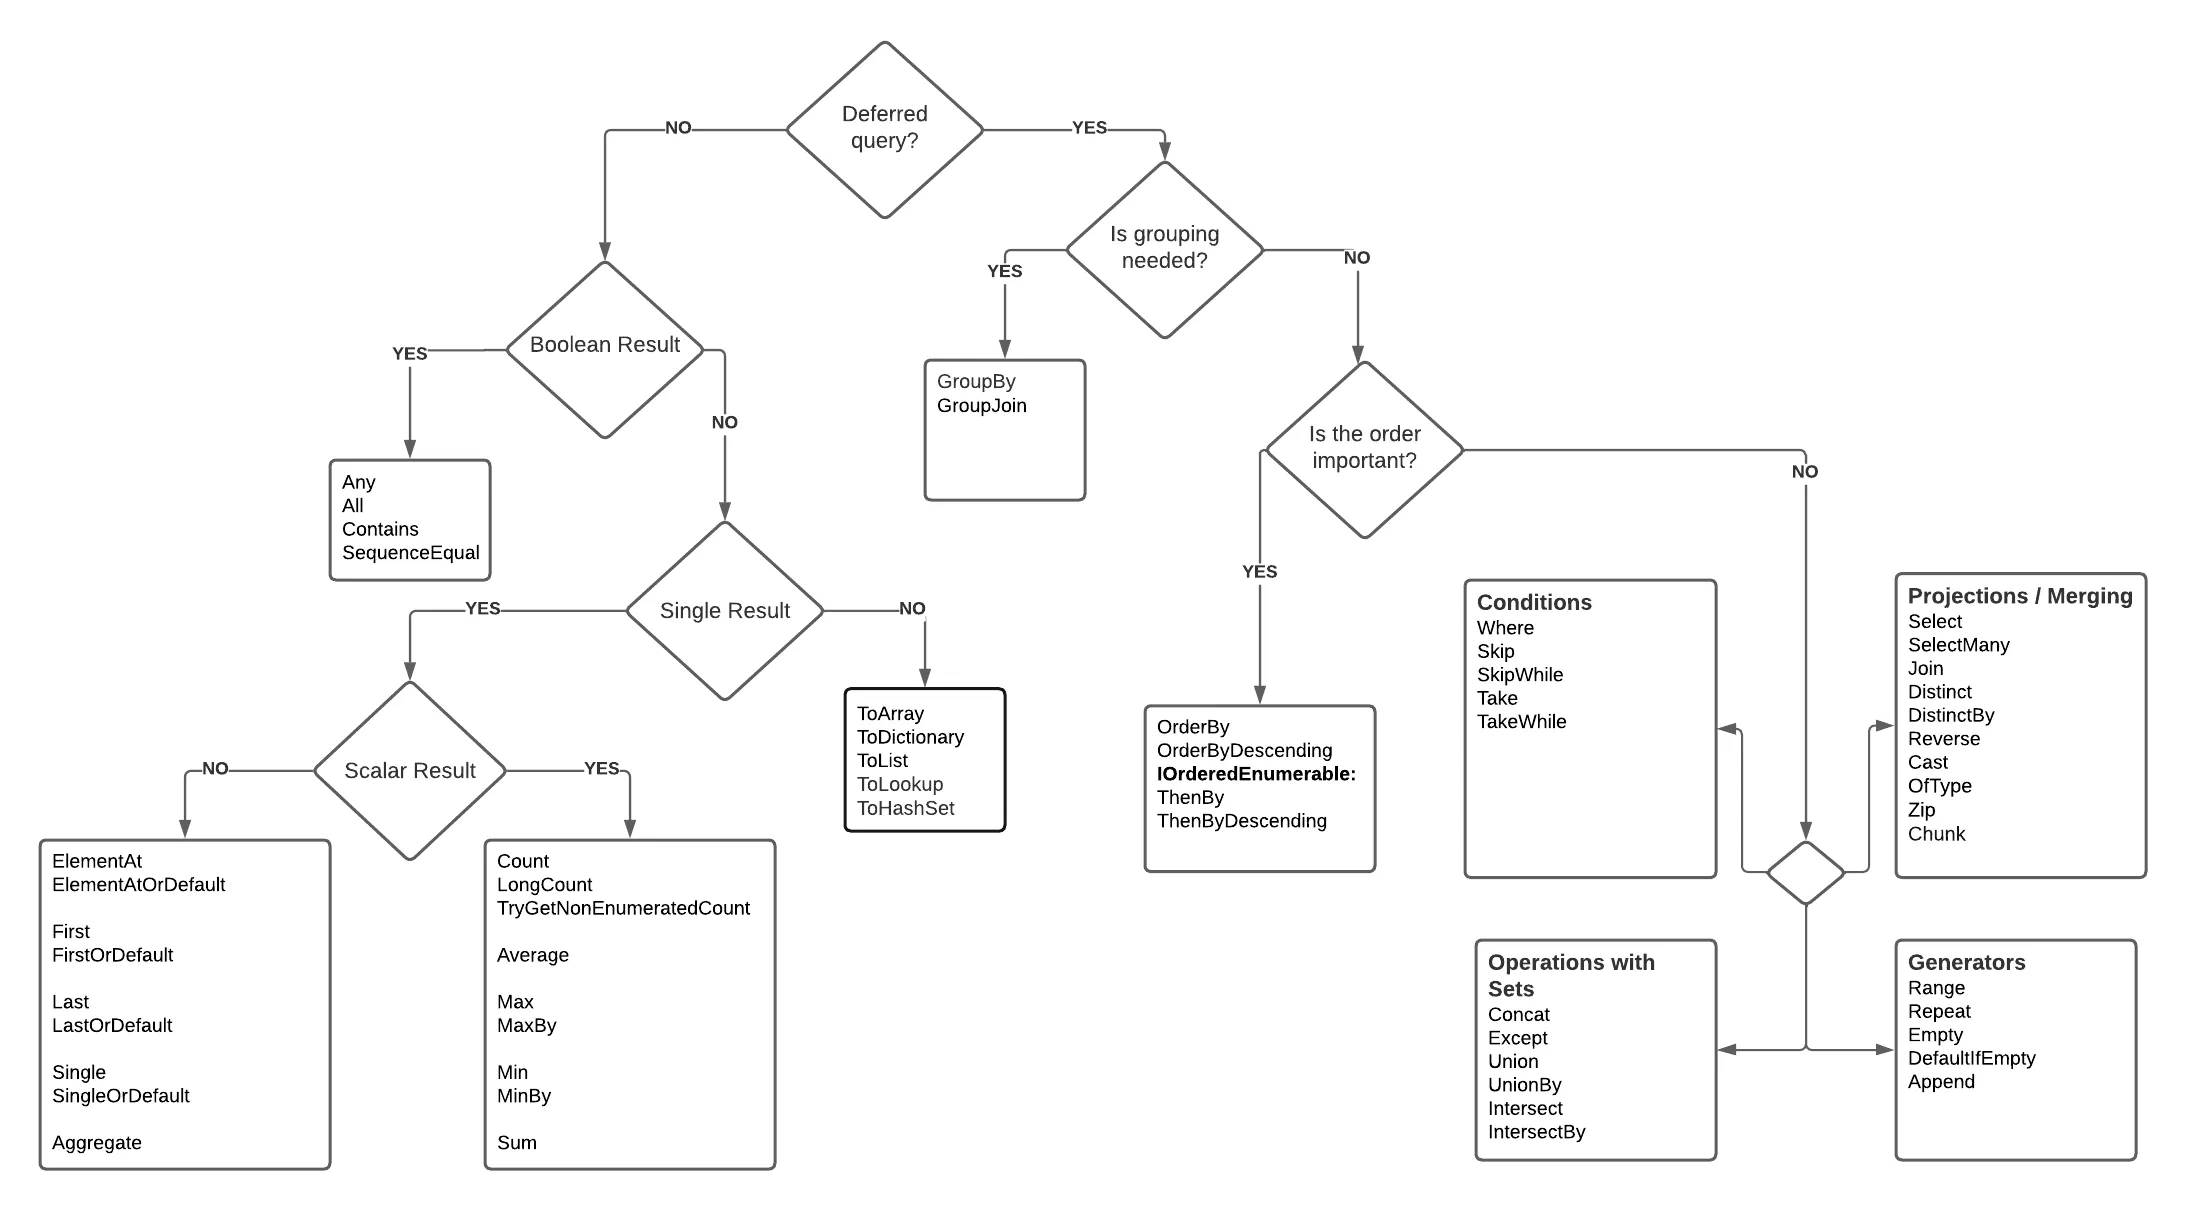 Deferred
query?
NO
YES
Is grouping
needed?
YES
NO
Boolean Result
YES
NO
GroupBy
GroupJoin
Is the order
important?
YES
NO
Any
All
Contains
SequenceEqual
Single Result
YES
NO
ToArray
ToDictionary
ToList
ToLookup
ToHashSet
Scalar Result
NO
YES
ElementAt
ElementAtOrDefault
First
FirstOrDefault
Last
LastOrDefault
Single
SingleOrDefault
Aggregate
Count
LongCount
TryGetNonEnumeratedCount
Average
Max
MaxBy
Min
MinBy
Sum
OrderBy
OrderByDescending
IOrderedEnumerable:
ThenBy
ThenByDescending
Conditions
Where
Skip
SkipWhile
Take
TakeWhile
Projections / Merging
Select
SelectMany
Join
Distinct
DistinctBy
Reverse
Cast
OfType
Zip
Chunk
Operations with
Sets
Concat
Except
Union
UnionBy
Intersect
IntersectBy
Generators
Range
Repeat
Empty
DefaultIfEmpty
Append